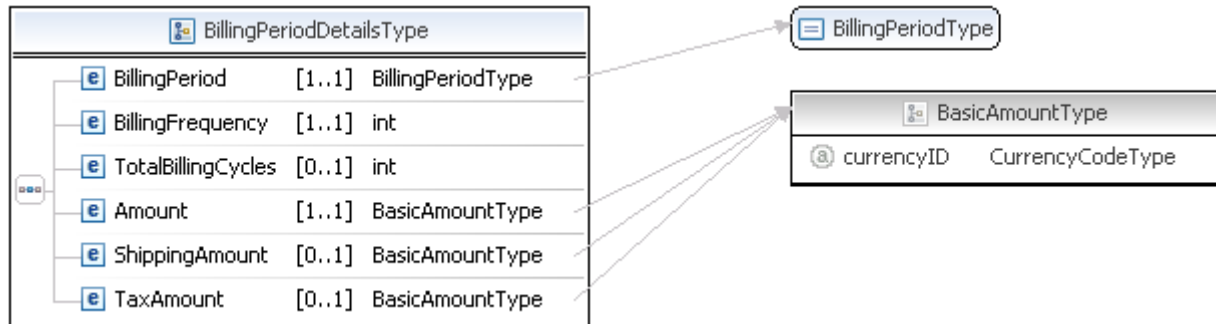 BillingPeriodDetailsType
e BillingPeriod [1..1] BillingPeriodType
e BillingFrequency [1..1] int
e TotalBillingCycles [0..1] int
e Amount [1..1] BasicAmountType
e ShippingAmount [0..1] BasicAmountType
e TaxAmount [0..1] BasicAmountType
BillingPeriodType
BasicAmountType
a currencyID CurrencyCodeType